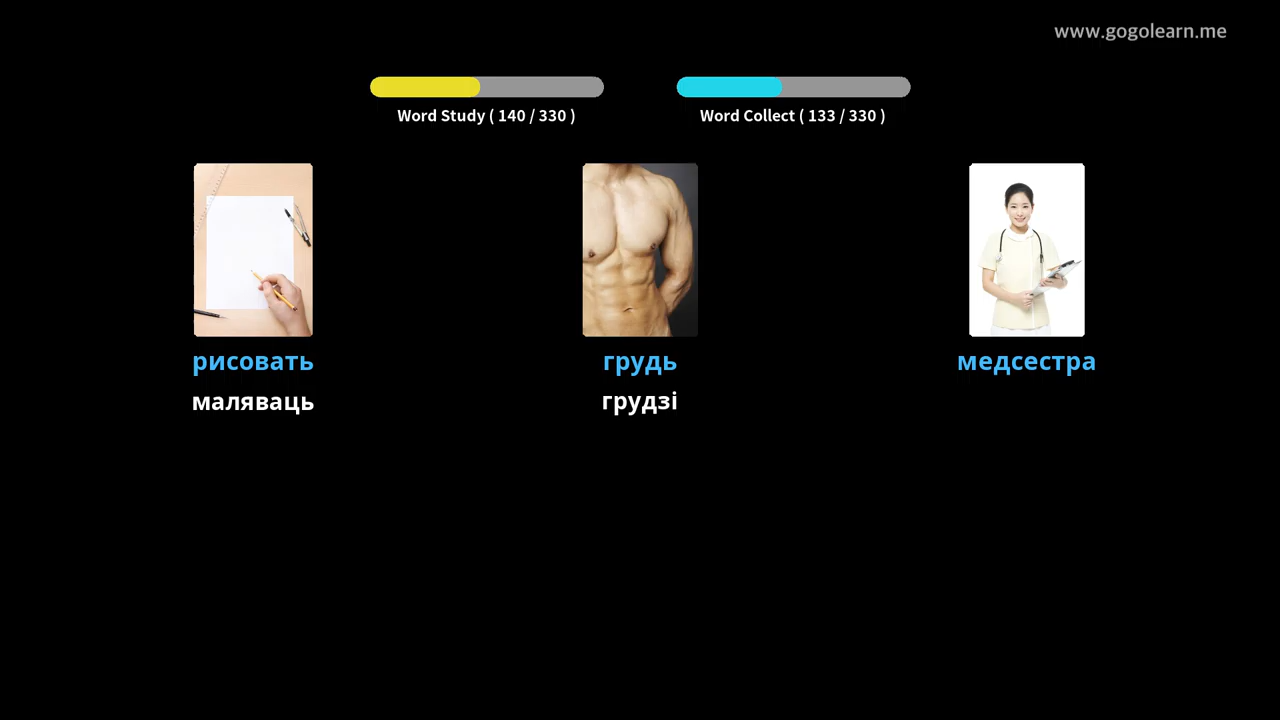 www.gogolearn.me
Word Study ( 140 / 330 )
Word Collect ( 133 / 330 )
рисовать
грудь
медсестра
маляваць
грудзі